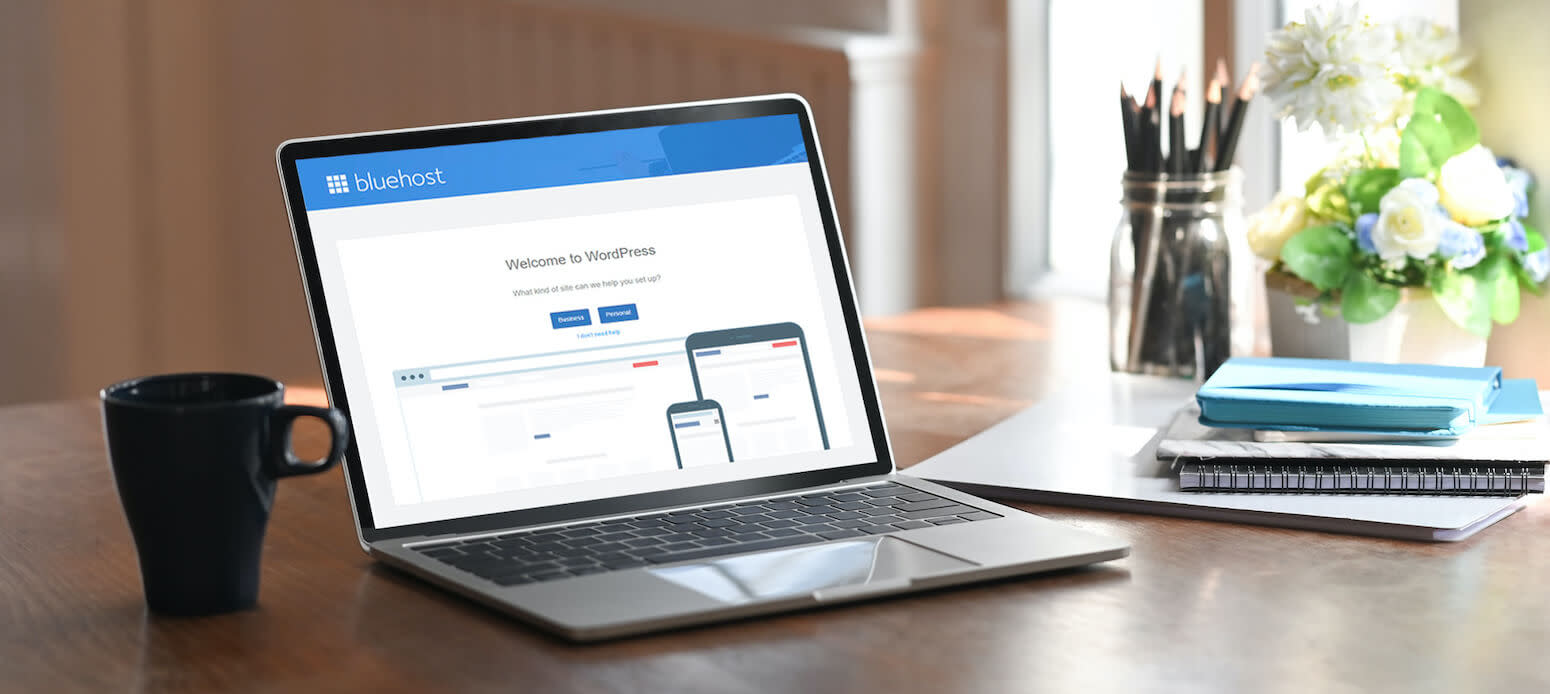 bluehost
Welcome to WordPress
What kind of site can we help you set up?
Business Personal
I don't need help